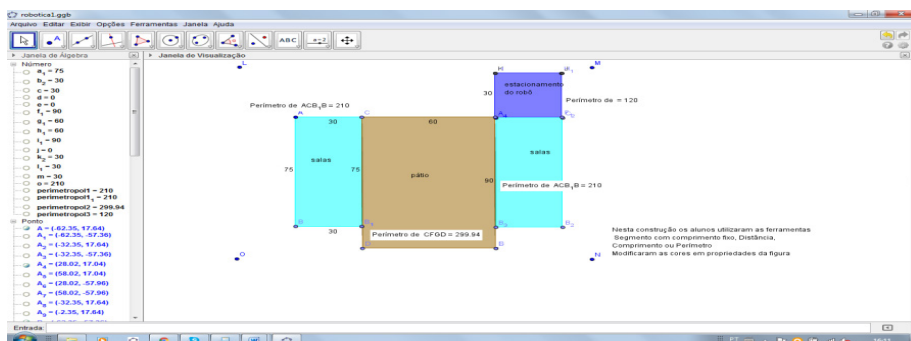 robotica1.ggb
Arquivo Editar Exibir Opções Ferramentas Janela Ajuda
ABC
a=2
Janela de Álgebra
Janela de Visualização
Número
a₁ = 75
b₂ = 30
c = 30
d = 0
e = 0
f₁ = 90
g₁ = 60
h₁ = 60
i₁ = 90
j = 0
k₂ = 30
l₁ = 30
m = 30
o = 210
perimetropol1 = 210
perimetropol1₁ = 210
perimetropol2 = 299.94
perimetropol3 = 120
Ponto
A = (-62.35, 17.64)
A₁ = (-62.35, -57.36)
A₂ = (-32.35, 17.64)
A₃ = (-32.35, -57.36)
A₄ = (28.02, 17.04)
A₅ = (58.02, 17.04)
A₆ = (28.02, -57.96)
A₇ = (58.02, -57.96)
A₈ = (-32.35, 17.64)
A₉ = (-2.35, 17.64)
L
M
estacionamento
do robô
30
Perímetro de = 120
Perímetro de ACB₁B = 210
A
C
A₄
30
60
salas
75
75
pátio
90
salas
Perímetro de ACB₁B = 210
B
30
Perímetro de CFGD = 299.94
O
N
Nesta construção os alunos utilizaram as ferramentas
Segmento com comprimento fixo, Distância,
Comprimento ou Perímetro
Modificaram as cores em propriedades da figura
Entrada: